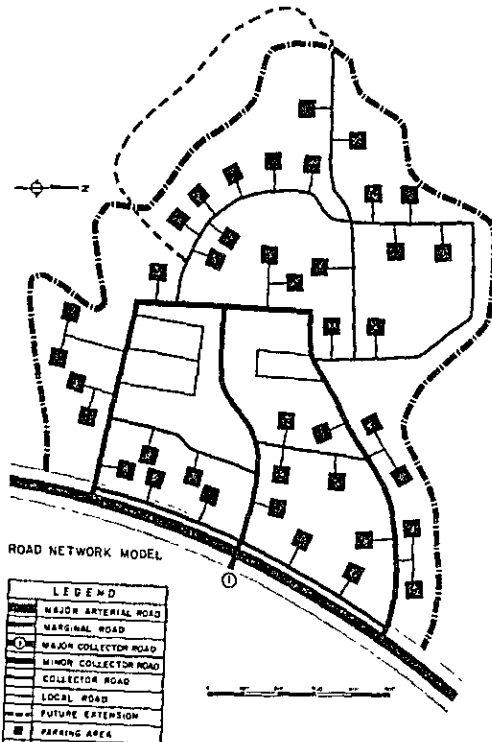 N
ROAD NETWORK MODEL
1
LEGEND
MAJOR ARTERIAL ROAD
MARGINAL ROAD
1 MAJOR COLLECTOR ROAD
MINOR COLLECTOR ROAD
COLLECTOR ROAD
LOCAL ROAD
FUTURE EXTENSION
PARKING AREA